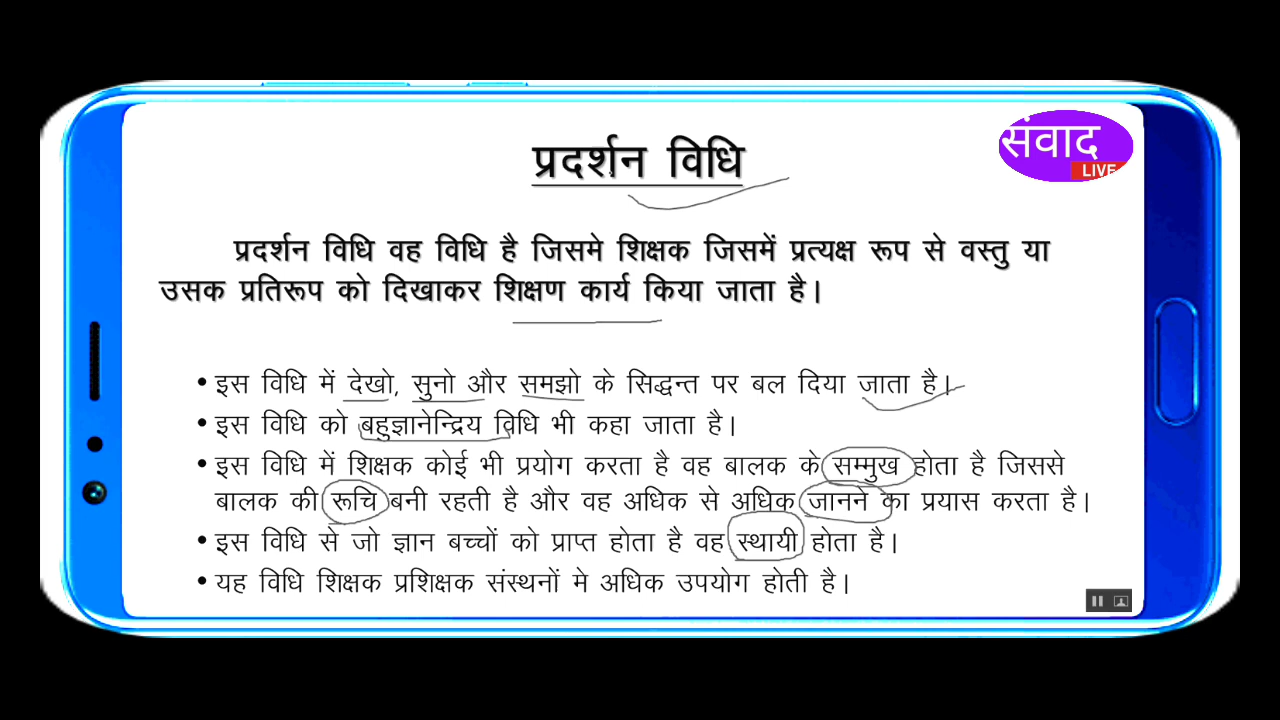 संवाद
LIVE
प्रदर्शन विधि
प्रदर्शन विधि वह विधि है जिसमे शिक्षक जिसमें प्रत्यक्ष रूप से वस्तु या
उसक प्रतिरूप को दिखाकर शिक्षण कार्य किया जाता है।
• इस विधि में देखो, सुनो और समझो के सिद्धन्त पर बल दिया जाता है।
• इस विधि को बहुज्ञानेन्द्रिय विधि भी कहा जाता है।
• इस विधि में शिक्षक कोई भी प्रयोग करता है वह बालक के सम्मुख होता है जिससे
बालक की रूचि बनी रहती है और वह अधिक से अधिक जानने का प्रयास करता है।
• इस विधि से जो ज्ञान बच्चों को प्राप्त होता है वह स्थायी होता है।
• यह विधि शिक्षक प्रशिक्षक संस्थनों मे अधिक उपयोग होती है।